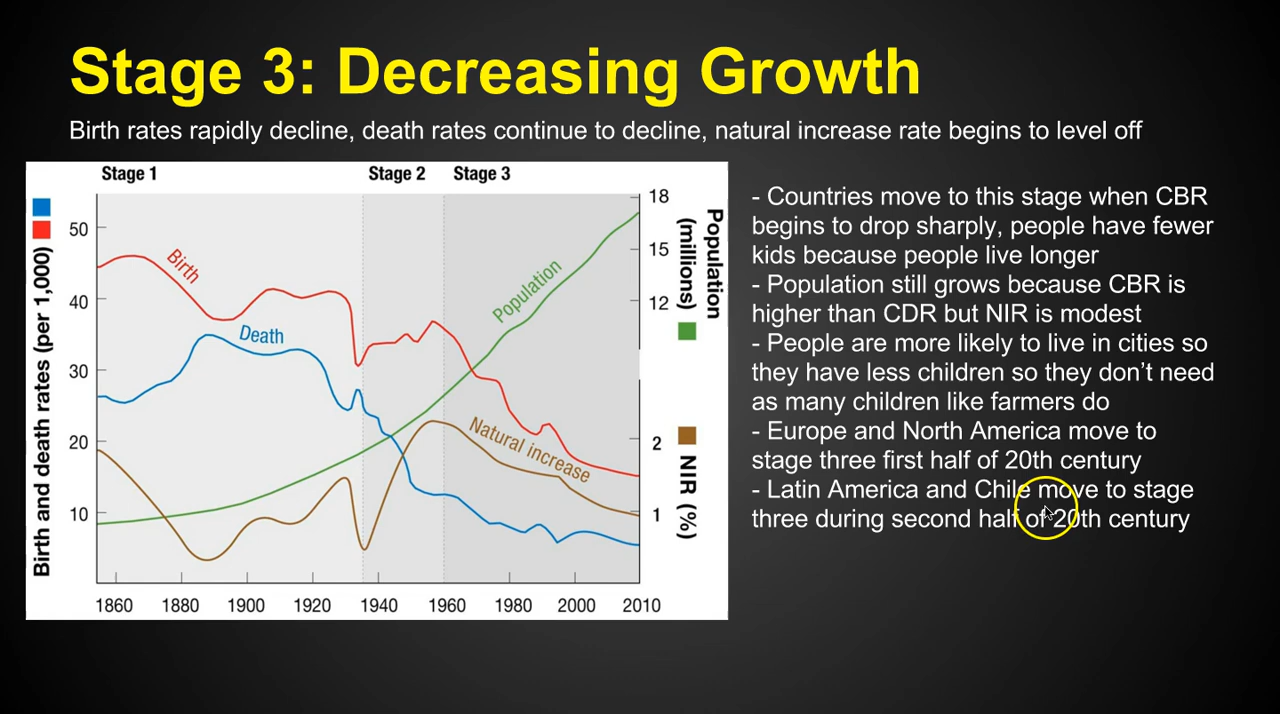 Stage 3: Decreasing Growth
Birth rates rapidly decline, death rates continue to decline, natural increase rate begins to level off
Stage 1
Stage 2
Stage 3
Birth and death rates (per 1,000)
50
40
30
20
10
Birth
Death
Population
Natural increase
18
15
12
2
1
Population
(millions)
NIR (%)
1860
1880
1900
1920
1940
1960
1980
2000
2010
- Countries move to this stage when CBR
begins to drop sharply, people have fewer
kids because people live longer
- Population still grows because CBR is
higher than CDR but NIR is modest
- People are more likely to live in cities so
they have less children so they don’t need
as many children like farmers do
- Europe and North America move to
stage three first half of 20th century
- Latin America and Chile move to stage
three during second half of 20th century